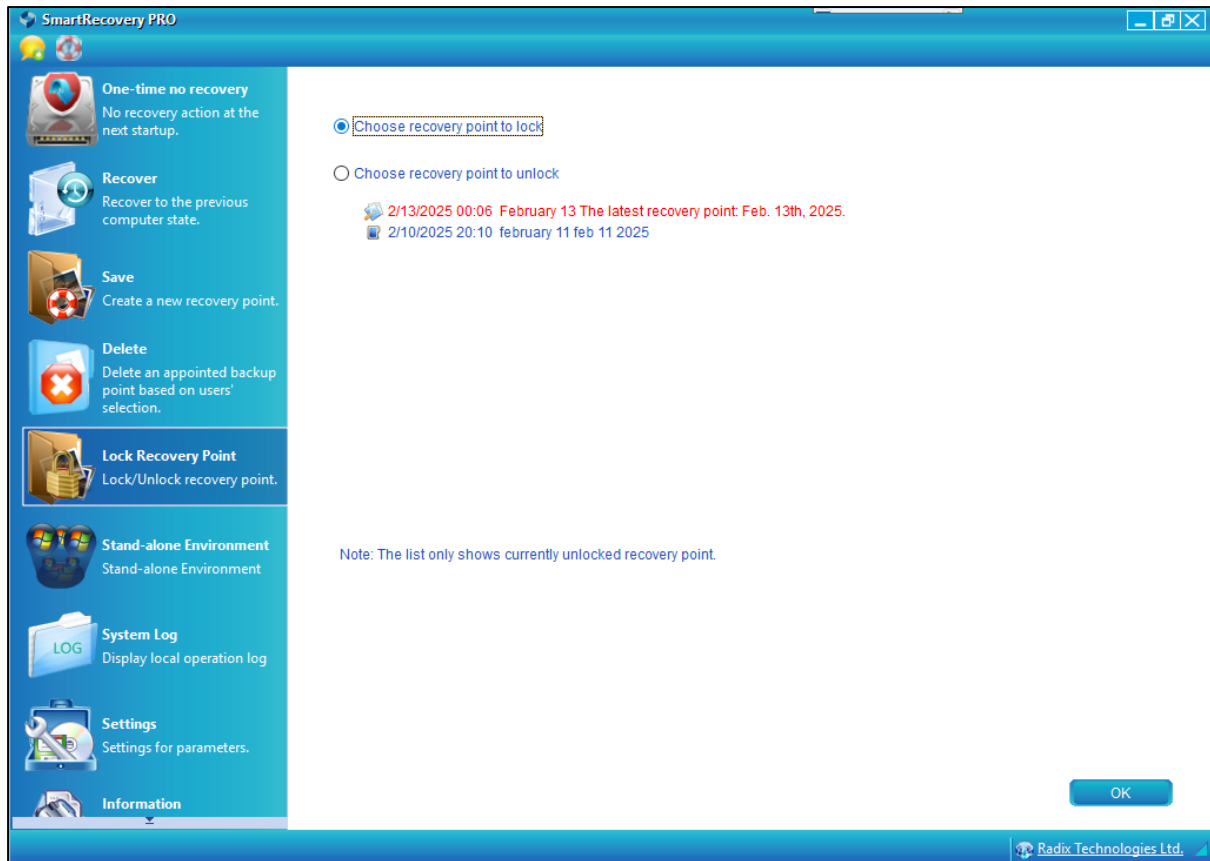 SmartRecovery PRO
One-time no recovery
No recovery action at the
next startup.
Recover
Recover to the previous
computer state.
Save
Create a new recovery point.
Delete
Delete an appointed backup
point based on users'
selection.
Lock Recovery Point
Lock/Unlock recovery point.
Stand-alone Environment
Stand-alone Environment
LOG
System Log
Display local operation log
Settings
Settings for parameters.
Information
Choose recovery point to lock
Choose recovery point to unlock
2/13/2025 00:06 February 13 The latest recovery point: Feb. 13th, 2025.
2/10/2025 20:10 february 11 feb 11 2025
Note: The list only shows currently unlocked recovery point.
OK
Radix Technologies Ltd.